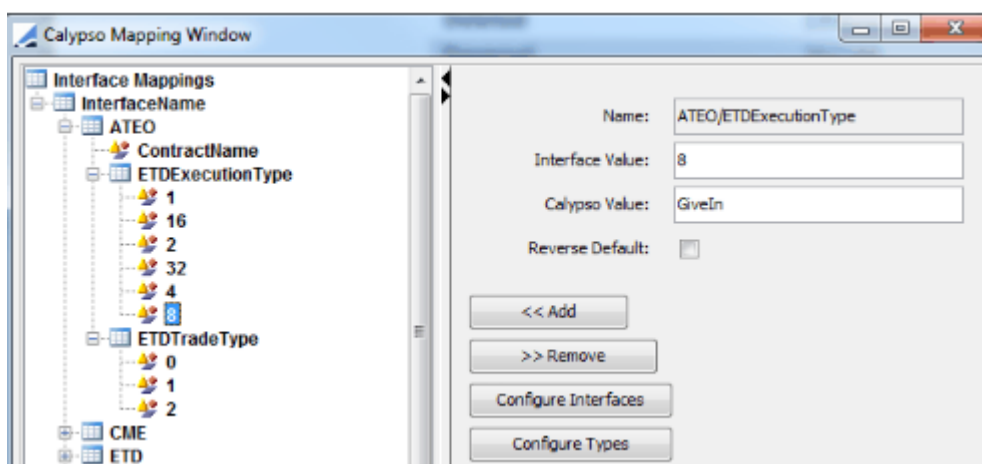 Calypso Mapping Window
Interface Mappings
InterfaceName
ATEO
ContractName
ETDExecutionType
1
16
2
32
4
8
ETDTradeType
0
1
2
CME
ETD
Name: ATEO/ETDExecutionType
Interface Value: 8
Calypso Value: GiveIn
Reverse Default:
<< Add
>> Remove
Configure Interfaces
Configure Types